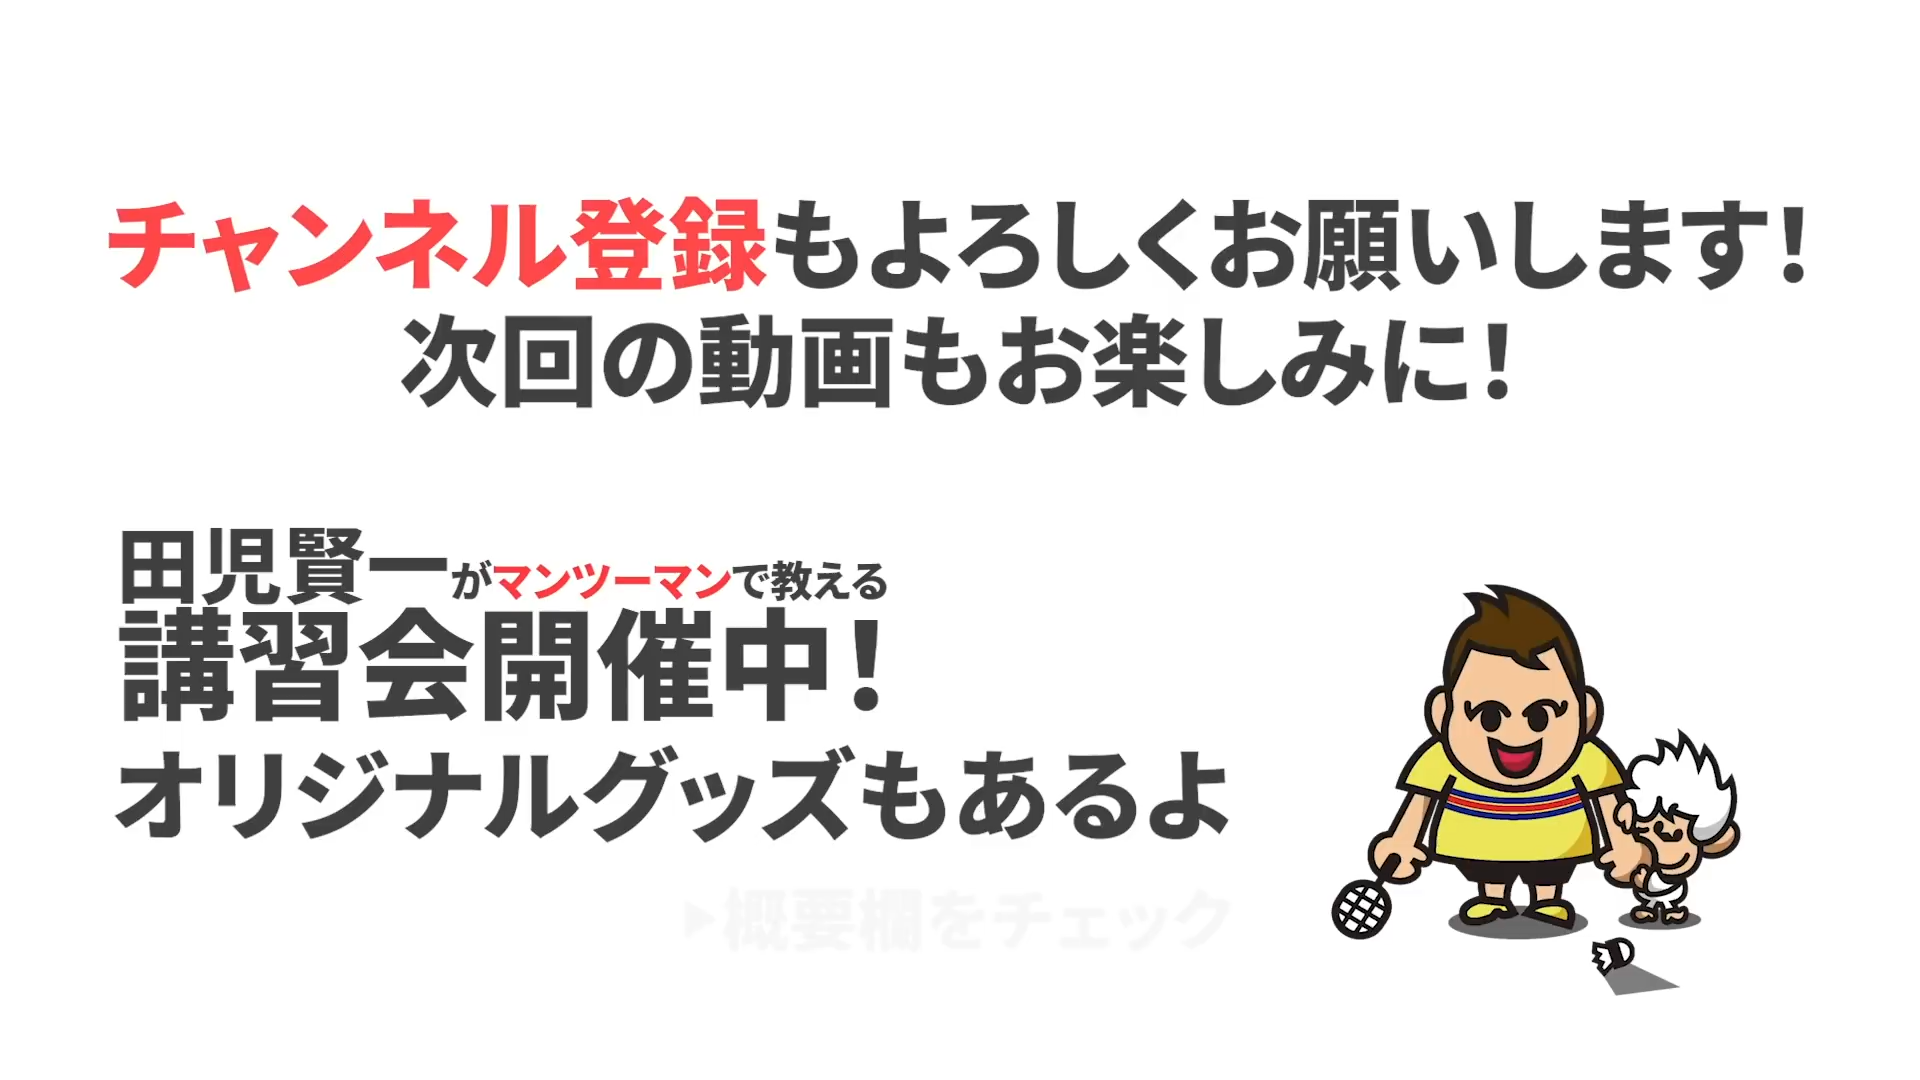 チャンネル登録もよろしくお願いします!
次回の動画もお楽しみに!
田児賢一がマンツーマンで教える
講習会開催中!
オリジナルグッズもあるよ
▶概要欄をチェック